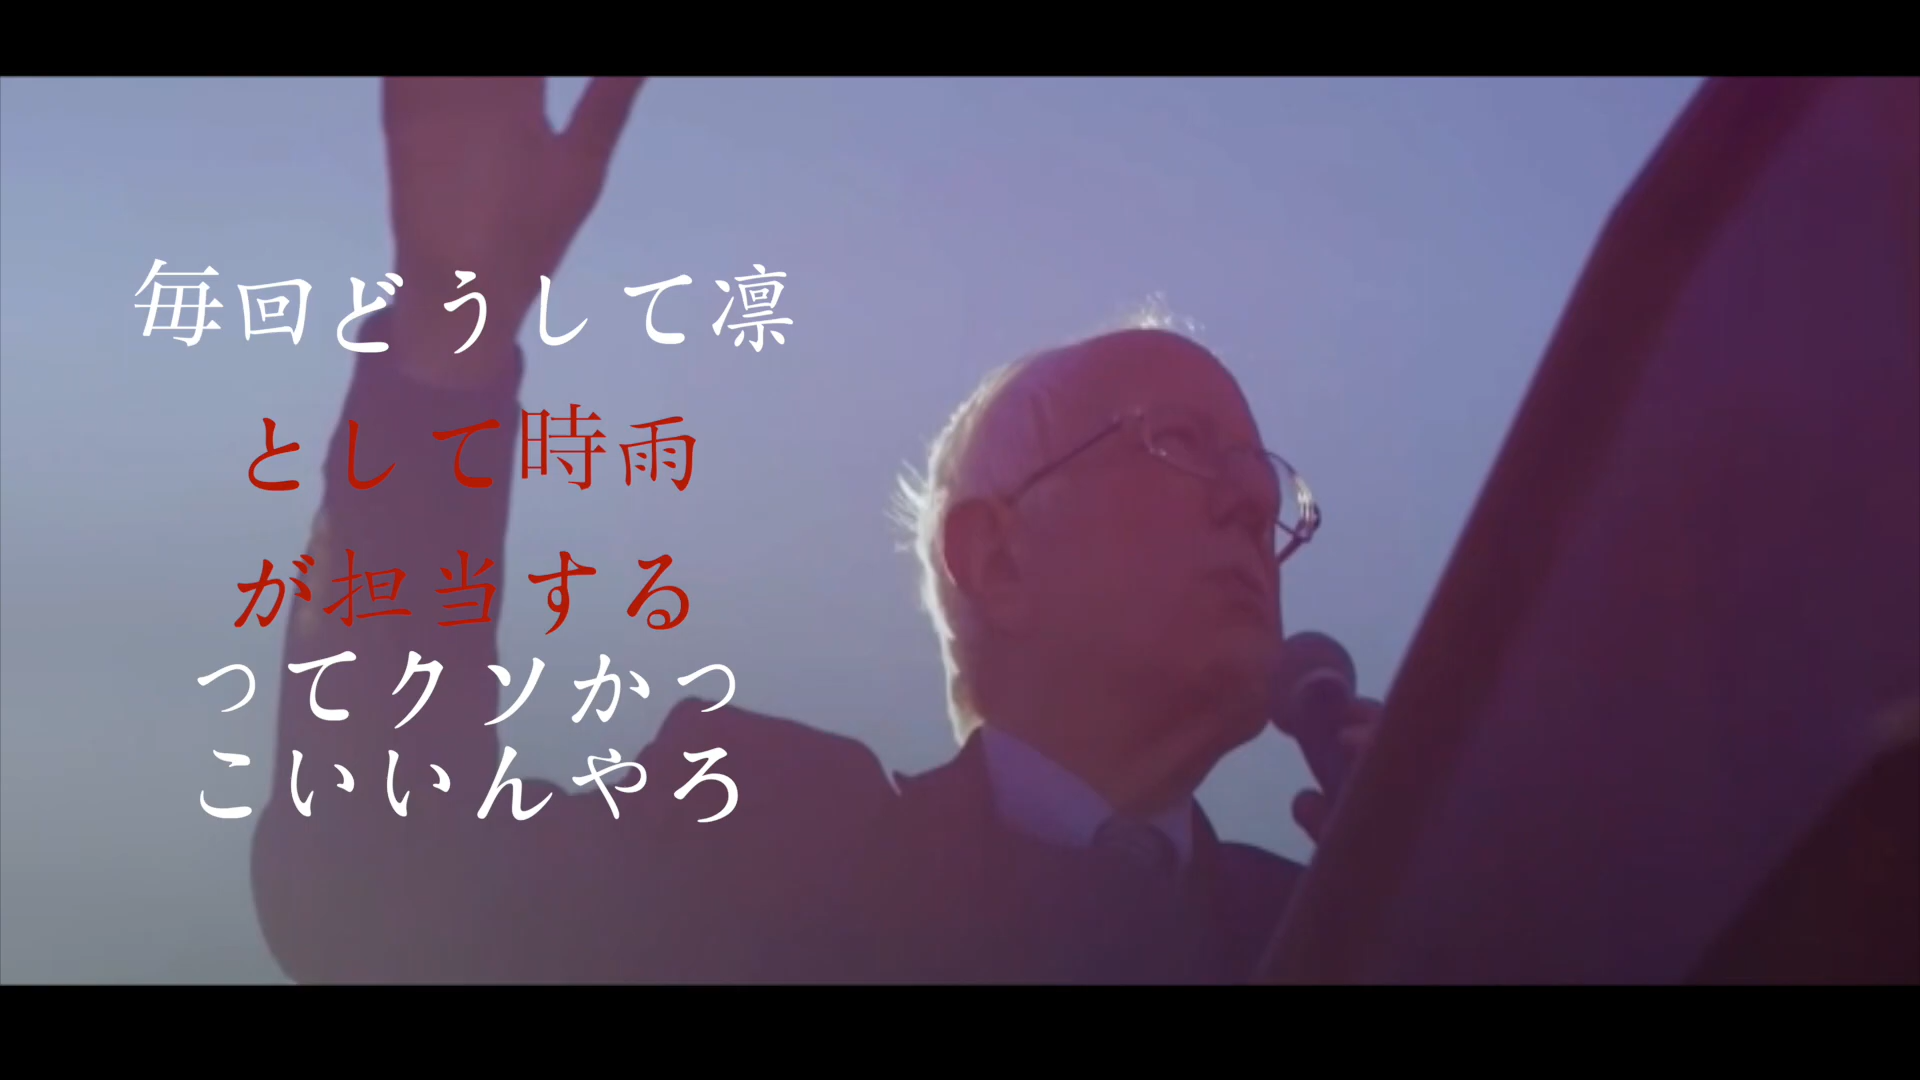 毎回どうして凛
として時雨
が担当する
ってクソかっ
こいいんやろ